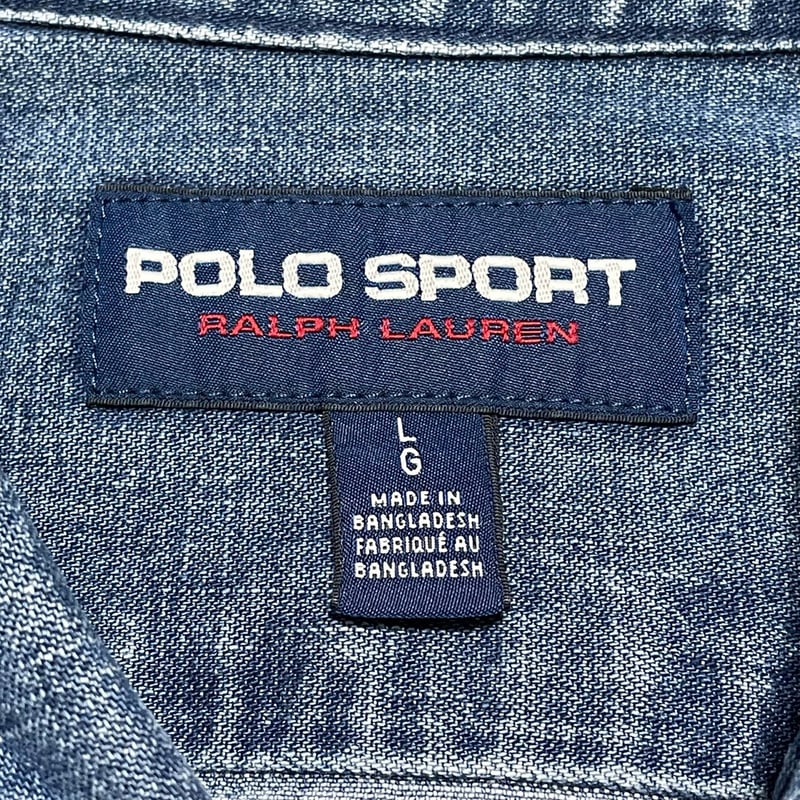 POLO SPORT
RALPH LAUREN
L
G
MADE IN
BANGLADESH
FABRIQUÉ AU
BANGLADESH